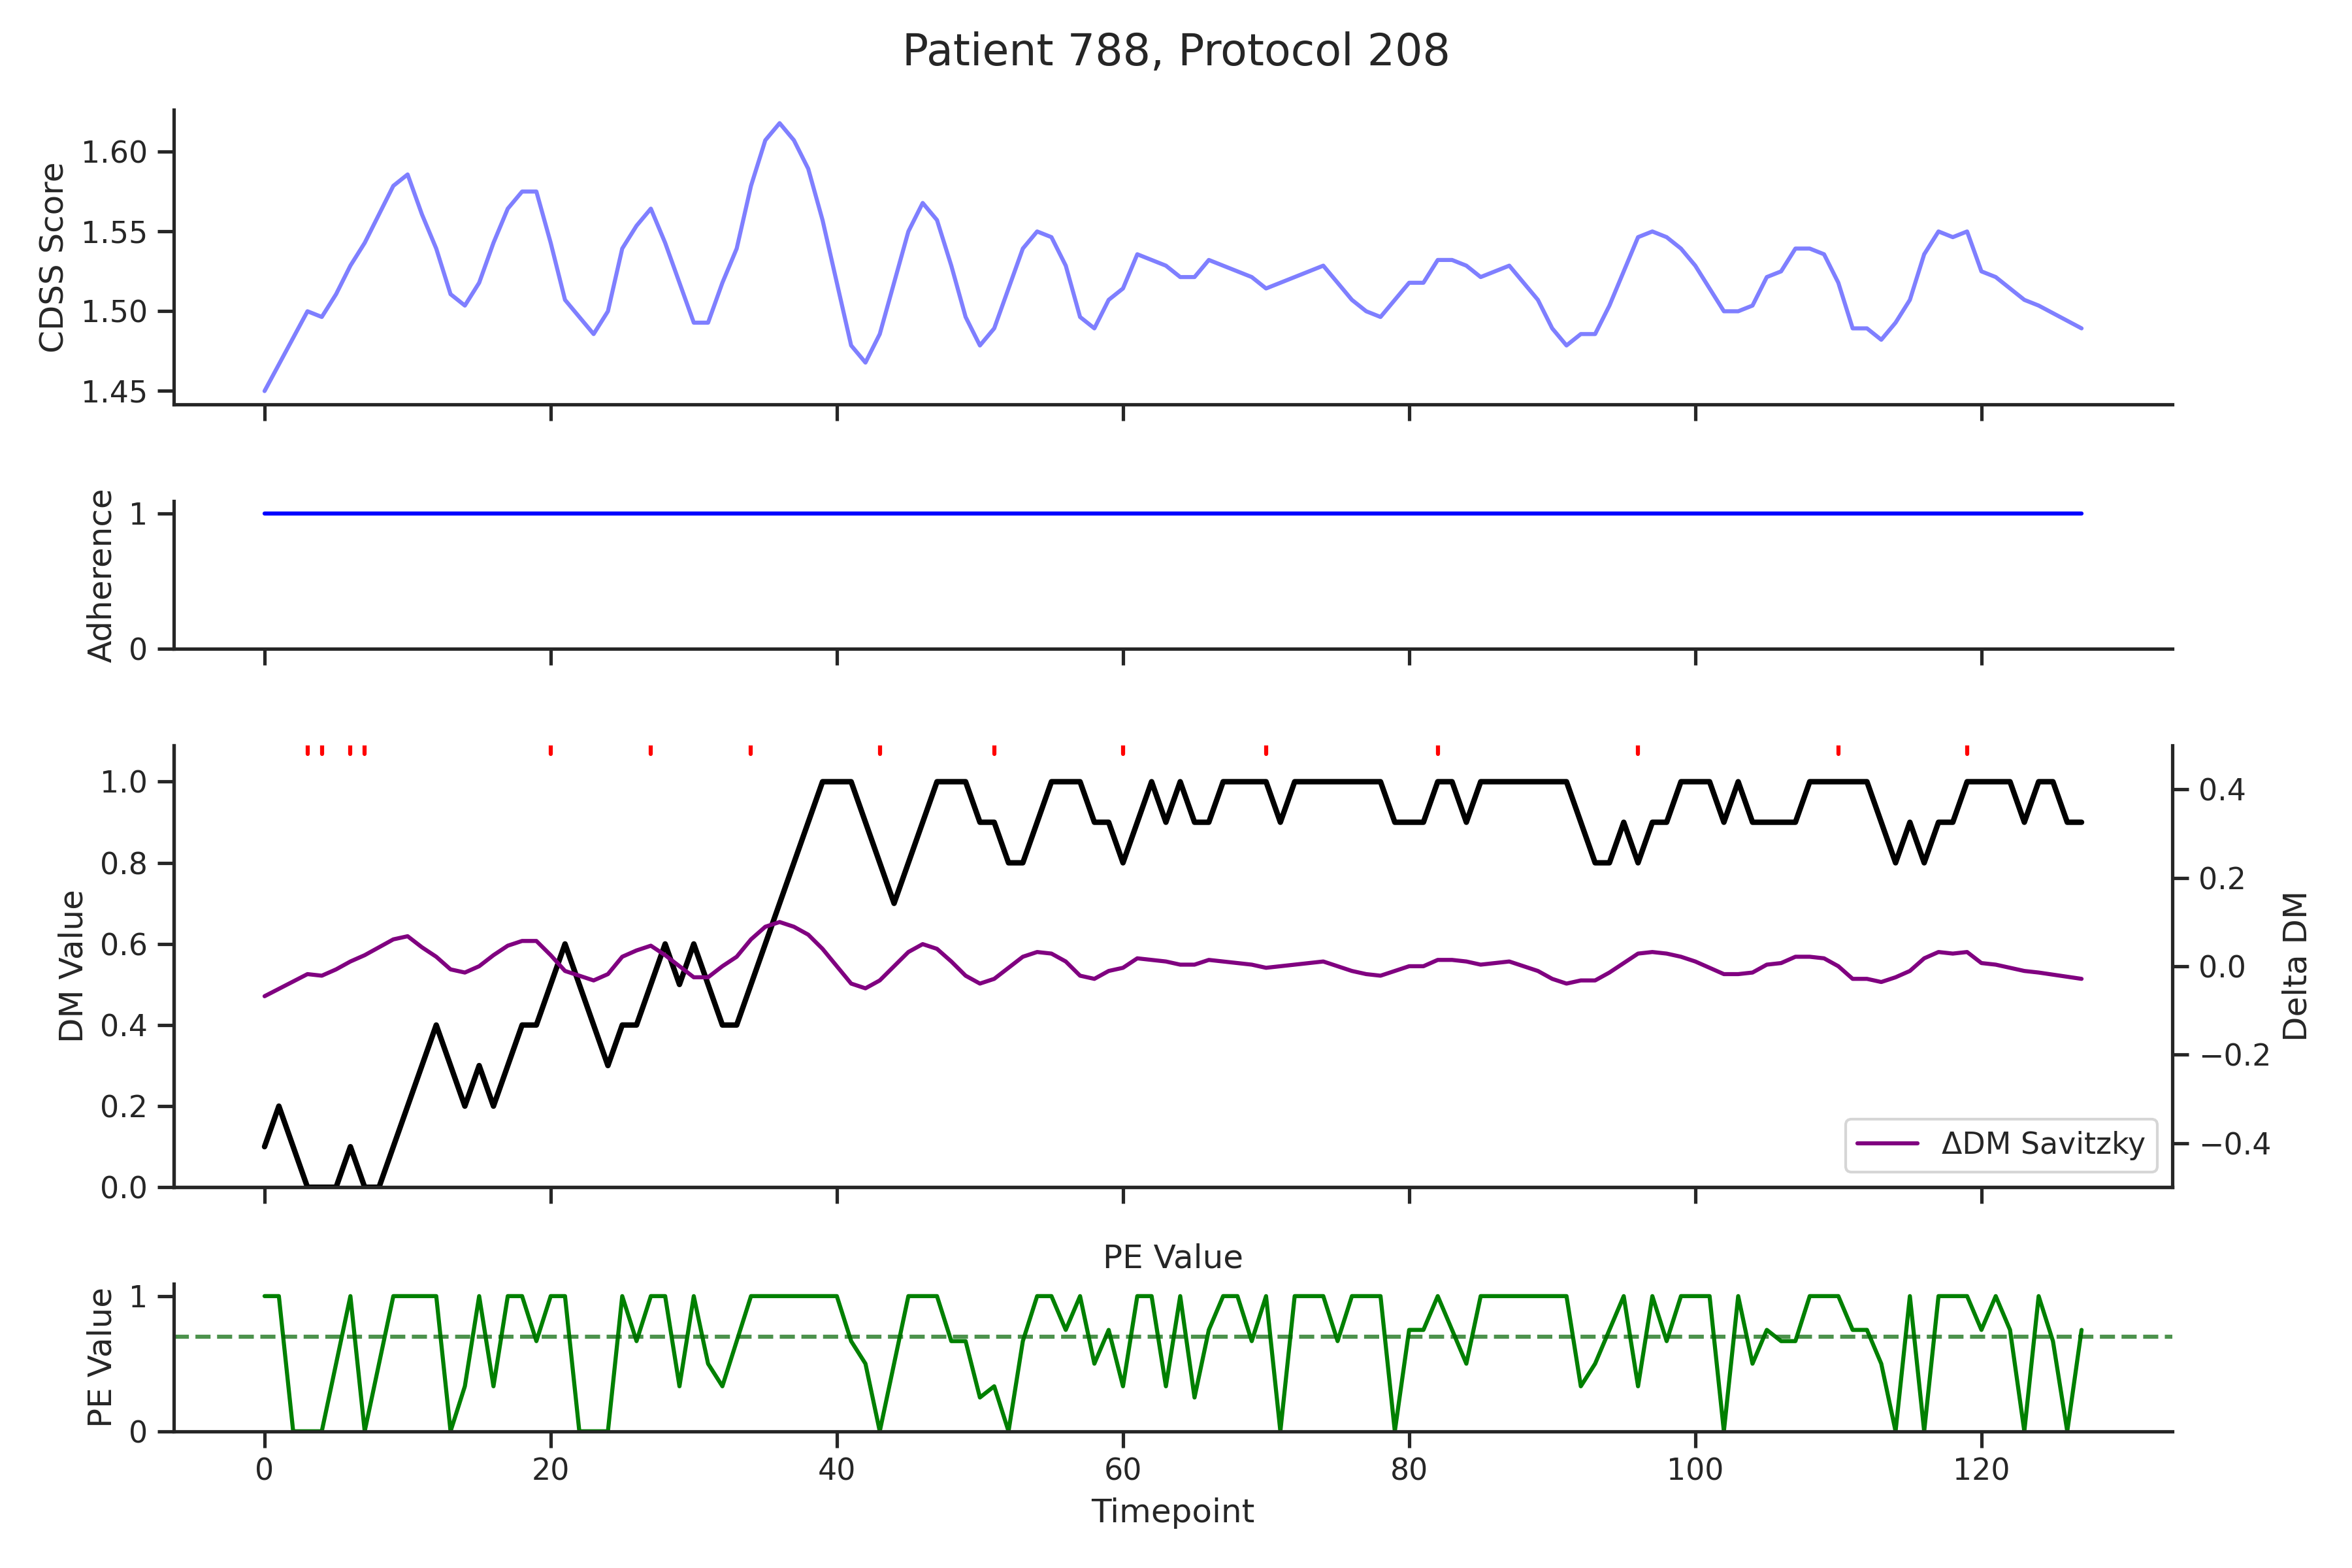 Patient 788, Protocol 208
CDSS Score
1.60
1.55
1.50
1.45
Adherence
1
0
DM Value
1.0
0.8
0.6
0.4
0.2
0.0
0.4
0.2
0.0
−0.2
−0.4
Delta DM
ΔDM Savitzky
PE Value
PE Value
1
0
0 20 40 60 80 100 120
Timepoint